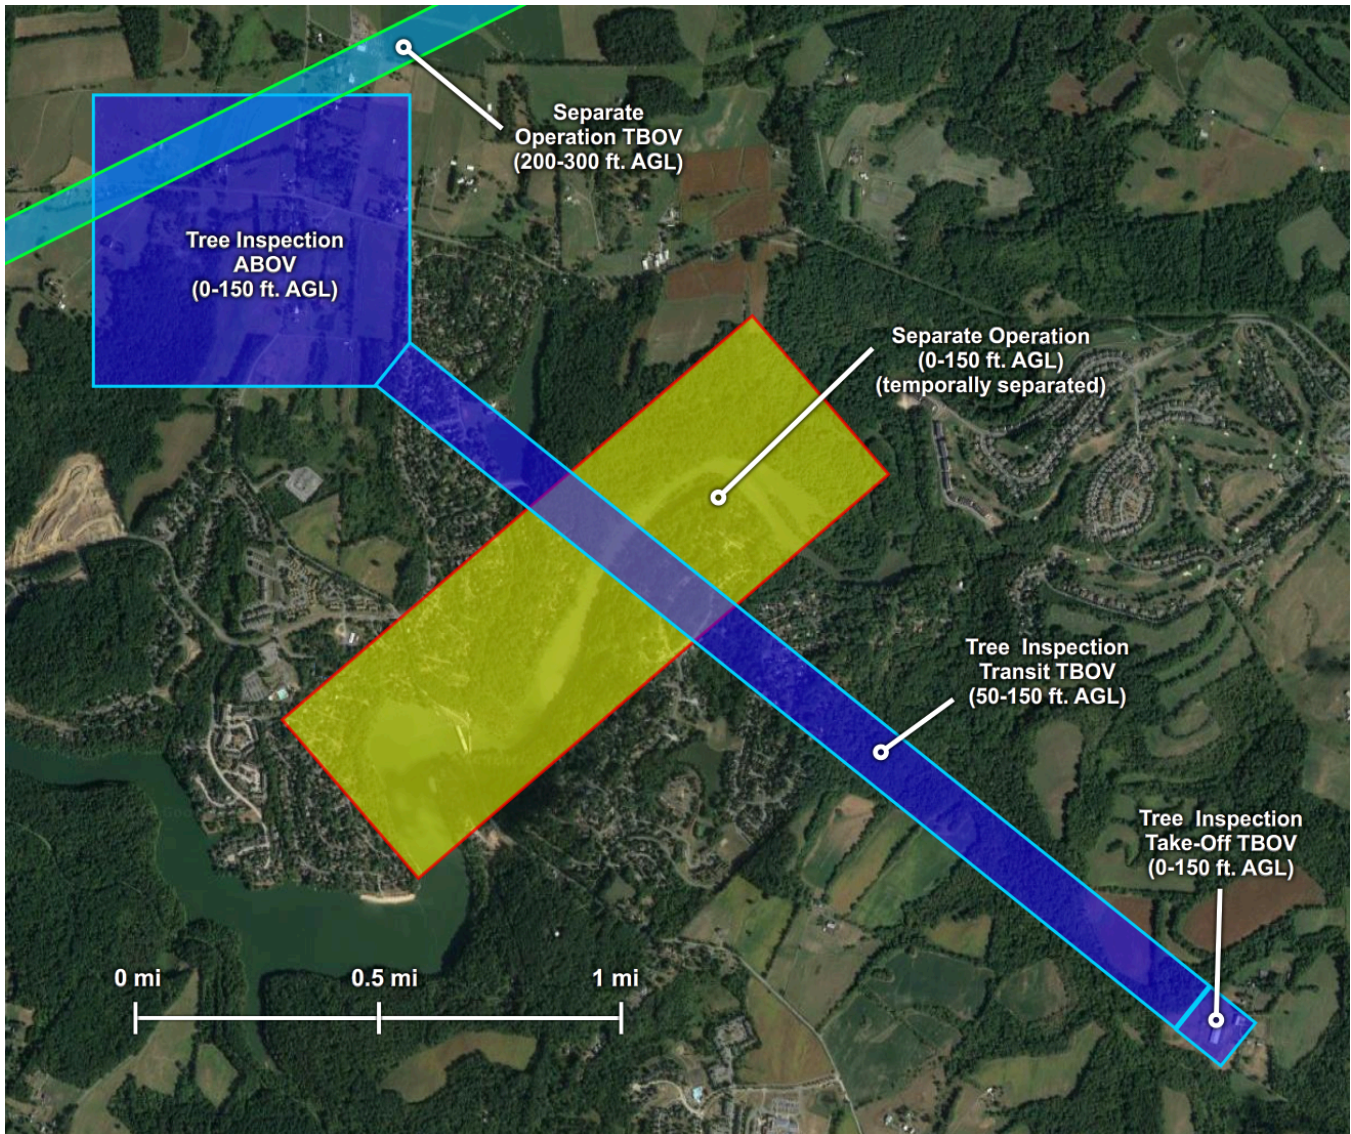 Separate
Operation TBOV
(200-300 ft. AGL)
Tree Inspection
ABOV
(0-150 ft. AGL)
Separate Operation
(0-150 ft. AGL)
(temporally separated)
Tree Inspection
Transit TBOV
(50-150 ft. AGL)
Tree Inspection
Take-Off TBOV
(0-150 ft. AGL)
0 mi 0.5 mi 1 mi